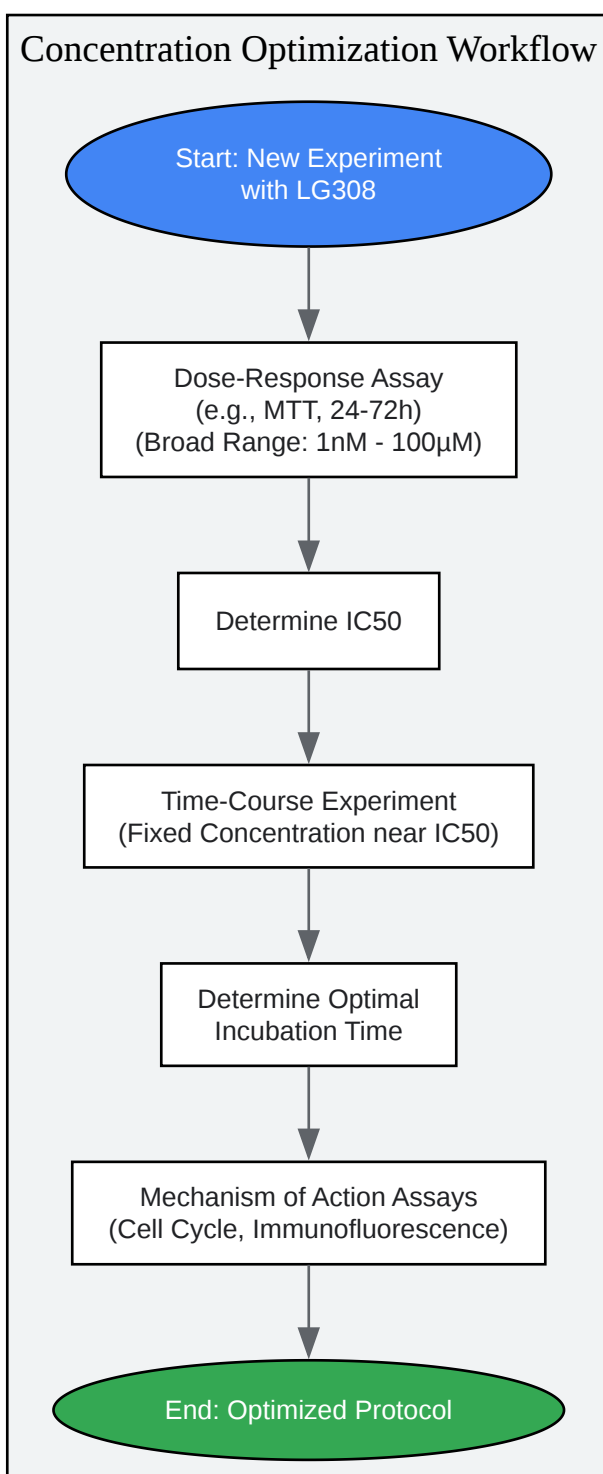 Concentration Optimization Workflow
Start: New Experiment
with LG308
Dose-Response Assay
(e.g., MTT, 24-72h)
(Broad Range: 1nM - 100µM)
Determine IC50
Time-Course Experiment
(Fixed Concentration near IC50)
Determine Optimal
Incubation Time
Mechanism of Action Assays
(Cell Cycle, Immunofluorescence)
End: Optimized Protocol